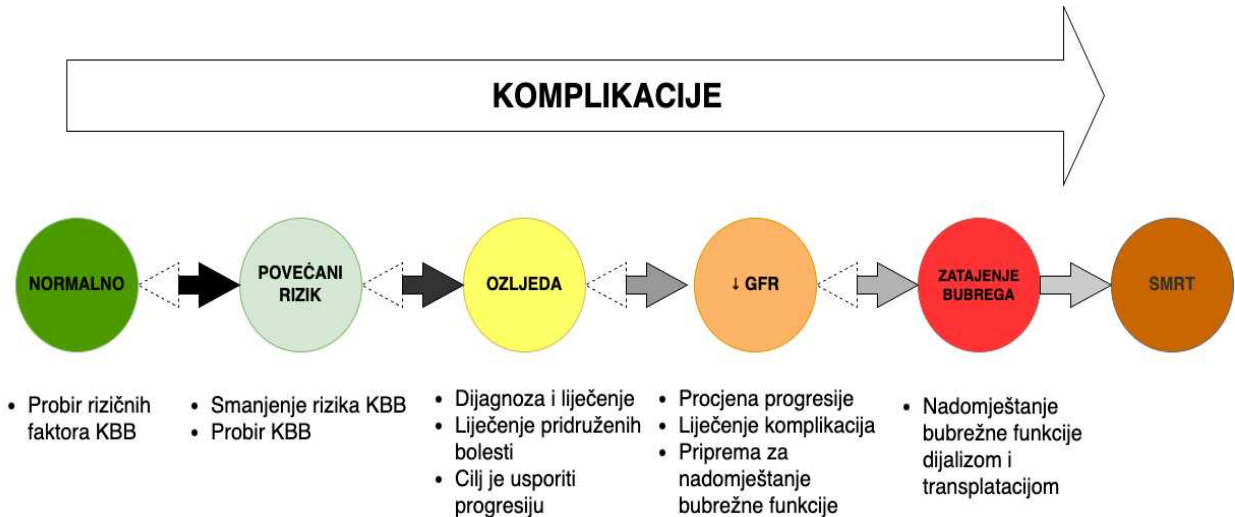 KOMPLIKACIJE
NORMALNO
POVEĆANI
RIZIK
OZLJEDA
↓ GFR
ZATAJENJE
BUBREGA
SMRT
• Probir rizičnih
faktora KBB
• Smanjenje rizika KBB
• Probir KBB
• Dijagnoza i liječenje
• Liječenje pridruženih
bolesti
• Cilj je usporiti
progresiju
• Procjena progresije
• Liječenje komplikacija
• Priprema za
nadomještanje
bubrežne funkcije
• Nadomještanje
bubrežne funkcije
dijalizom i
transplatacijom